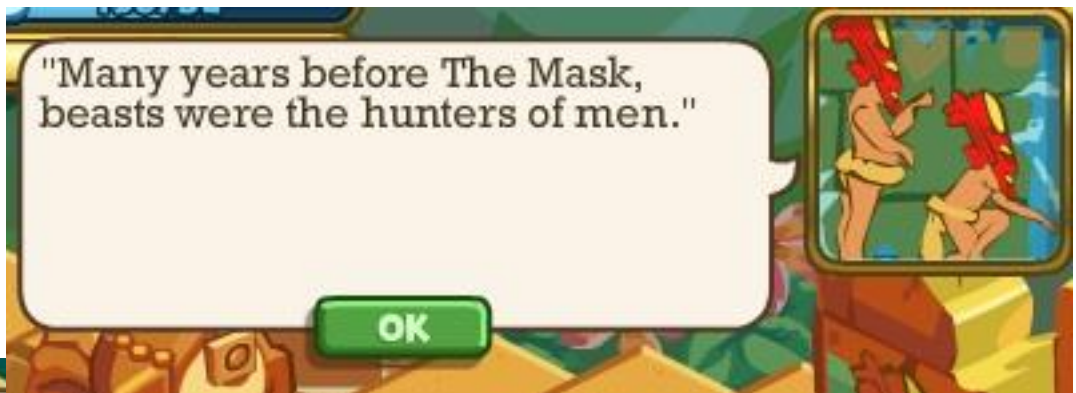 "Many years before The Mask,
beasts were the hunters of men."
OK